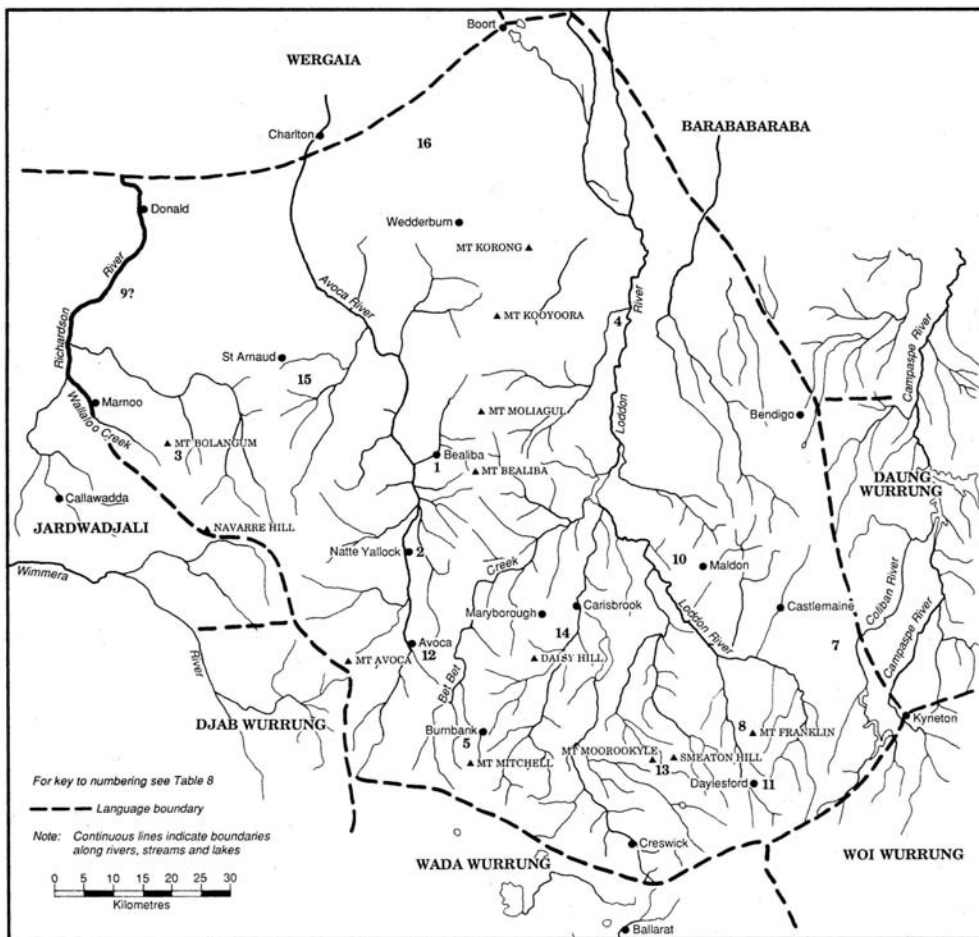 Boort
WERGAIA
BARABABARABA
Charlton
16
Donald
Wedderburn
MT KORONG
River
9?
Avoca River
River
MT KOOYOORA
4
Richardson
St Arnaud
15
Campaspe River
Loddon
Marnoo
Wallaloo Creek
MT MOLIAGUL
Bendigo
MT BOLANGUM
3
Bealiba
1
MT BEALIBA
DAUNG
WURRUNG
Callawadda
JARDWADJALI
NAVARRE HILL
Natte Yallock
2
Creek
10
Maldon
Wimmera
Coliban River
Maryborough
Carisbrook
Castlemaine
Loddon River
Campaspe River
14
7
Avoca
12
DAISY HILL
MT AVOCA
River
Bet Bet
DJAB WURRUNG
Kyneton
Burnbank
5
8
MT FRANKLIN
MT MOOROOKYLE
13
SMEATON HILL
MT MITCHELL
Daylesford
11
For key to numbering see Table 8
Language boundary
Note: Continuous lines indicate boundaries
along rivers, streams and lakes
Creswick
WADA WURRUNG
WOI WURRUNG
0 5 10 15 20 25 30
Kilometres
Ballarat